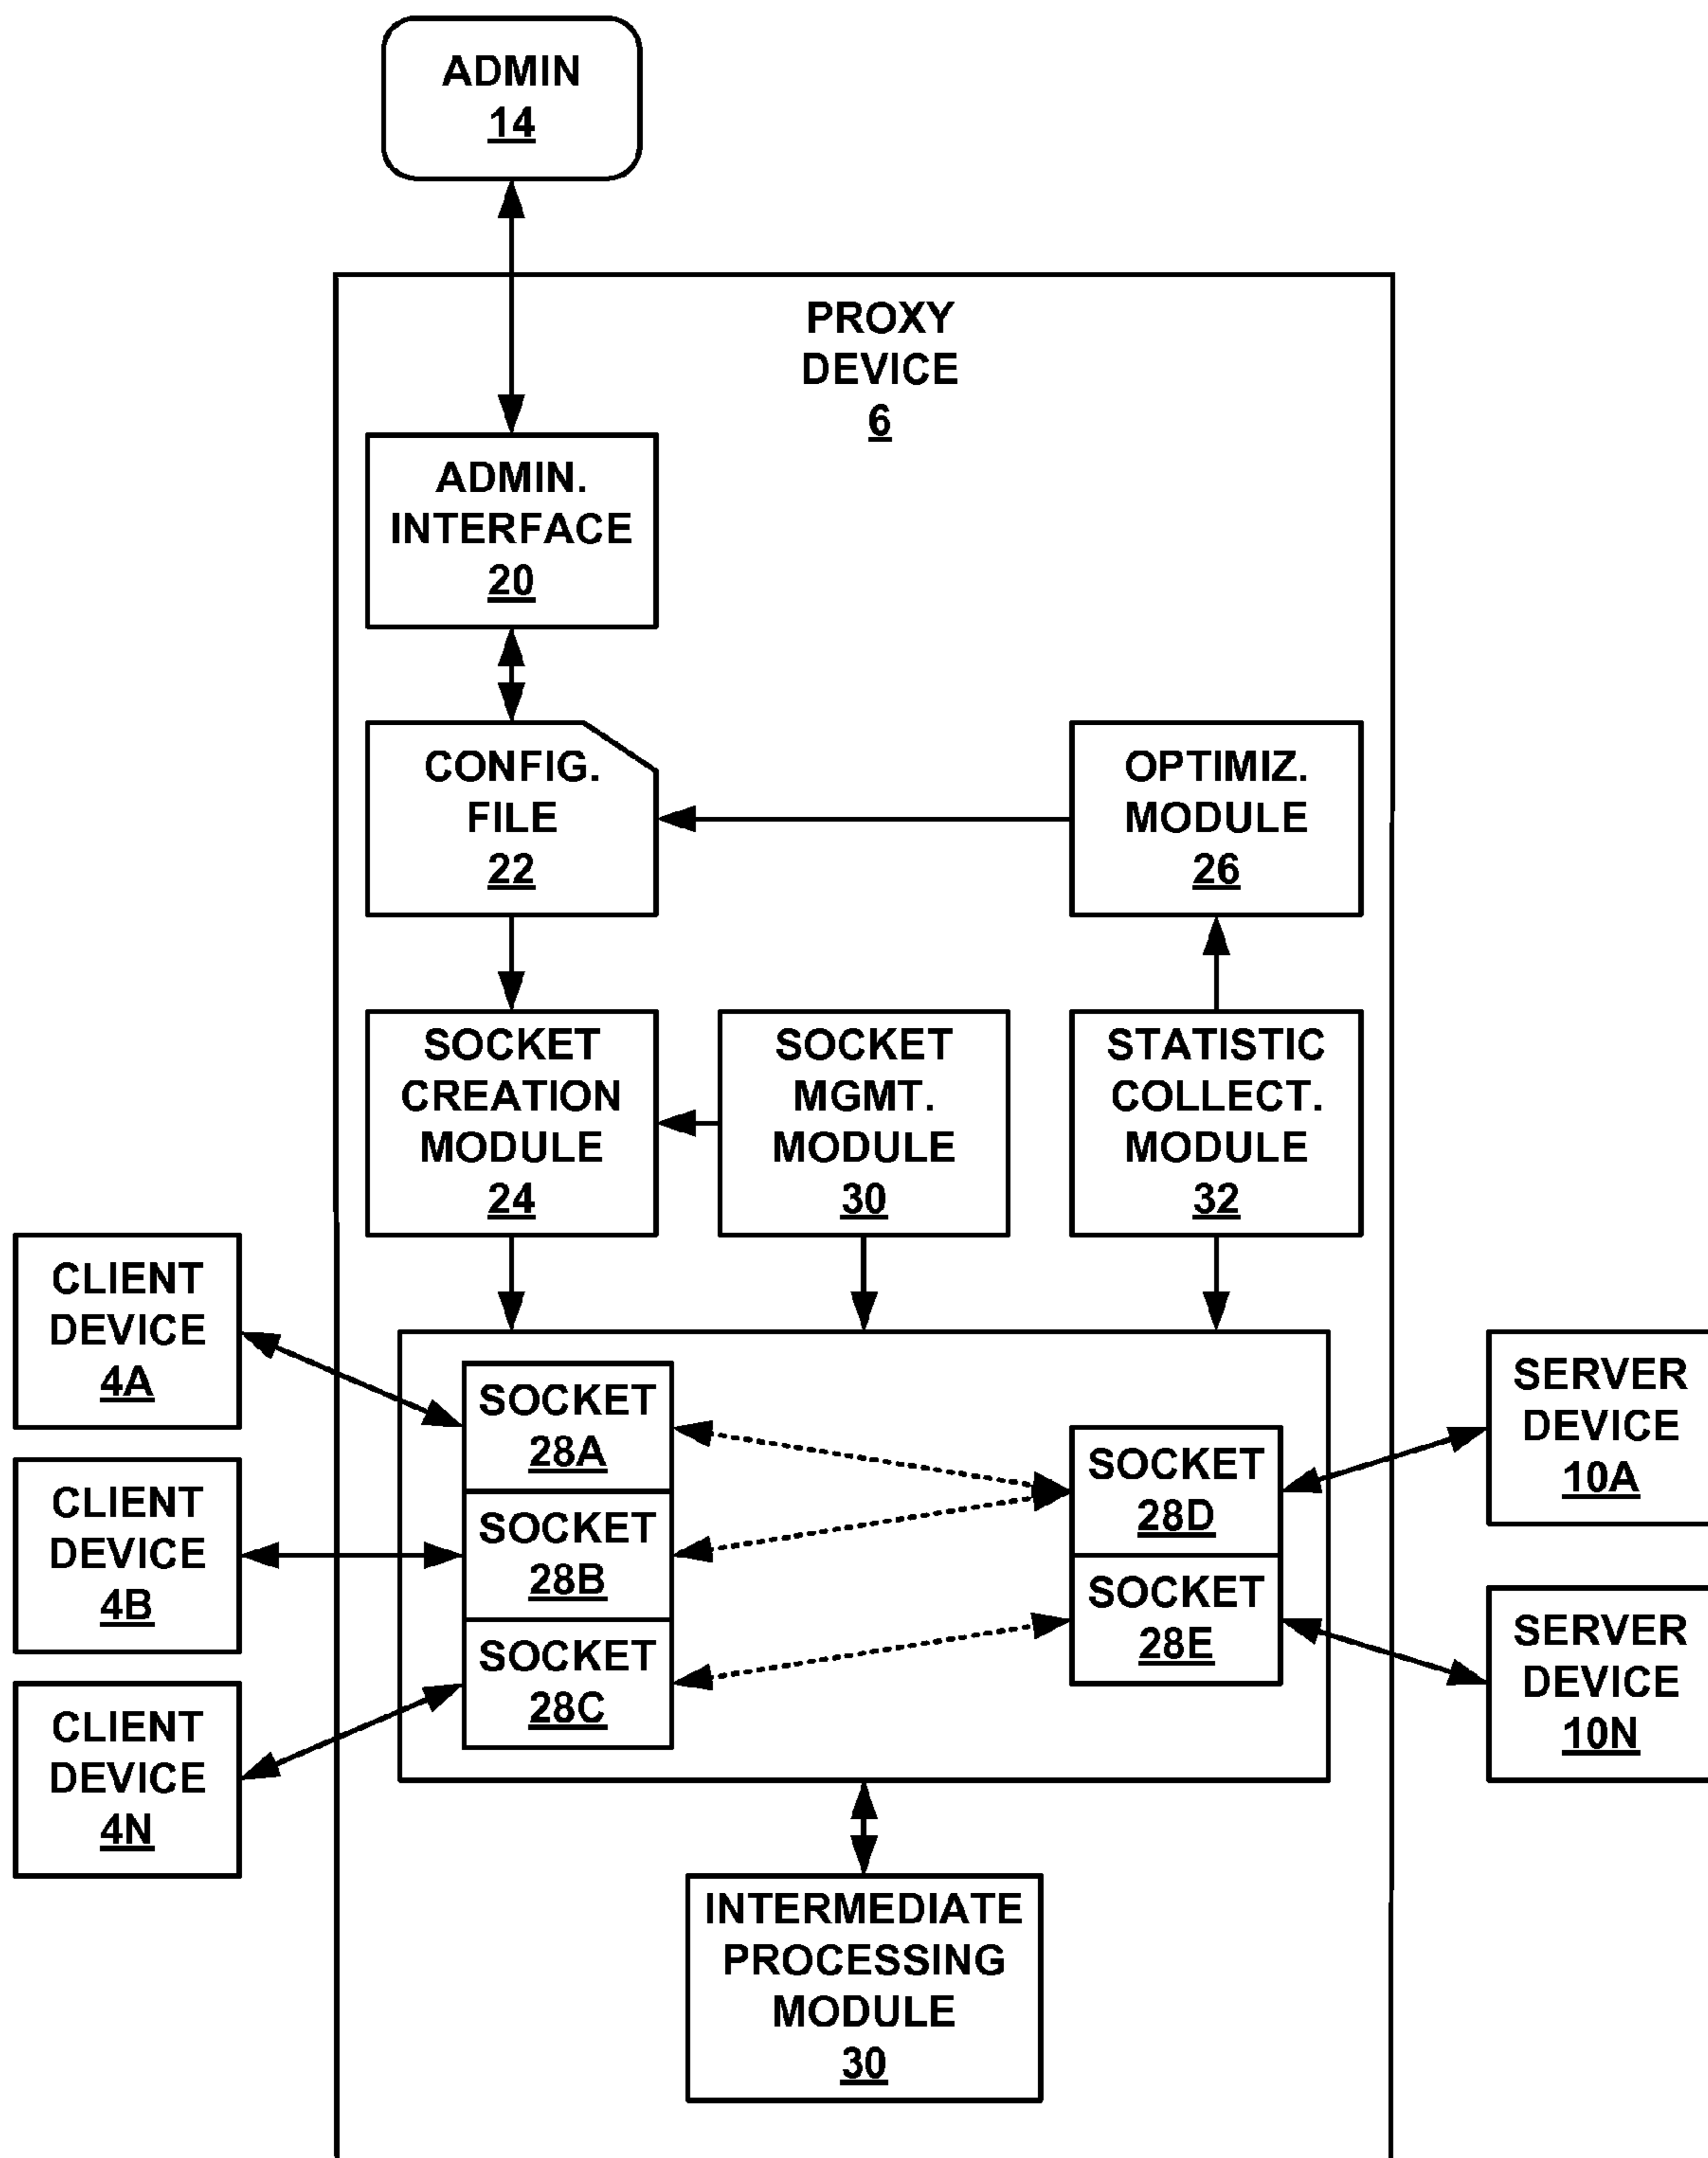 ADMIN
14
PROXY
DEVICE
6
ADMIN.
INTERFACE
20
CONFIG.
FILE
22
OPTIMIZ.
MODULE
26
SOCKET
CREATION
MODULE
24
SOCKET
MGMT.
MODULE
30
STATISTIC
COLLECT.
MODULE
32
CLIENT
DEVICE
4A
CLIENT
DEVICE
4B
CLIENT
DEVICE
4N
SOCKET
28A
SOCKET
28B
SOCKET
28C
SOCKET
28D
SOCKET
28E
SERVER
DEVICE
10A
SERVER
DEVICE
10N
INTERMEDIATE
PROCESSING
MODULE
30